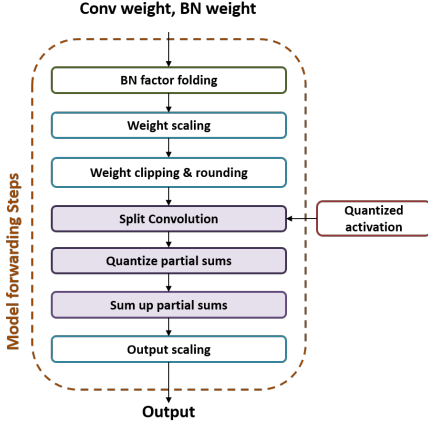 Conv weight, BN weight
BN factor folding
Weight scaling
Weight clipping & rounding
Split Convolution
Quantized
activation
Quantize partial sums
Sum up partial sums
Output scaling
Output
Model forwarding Steps